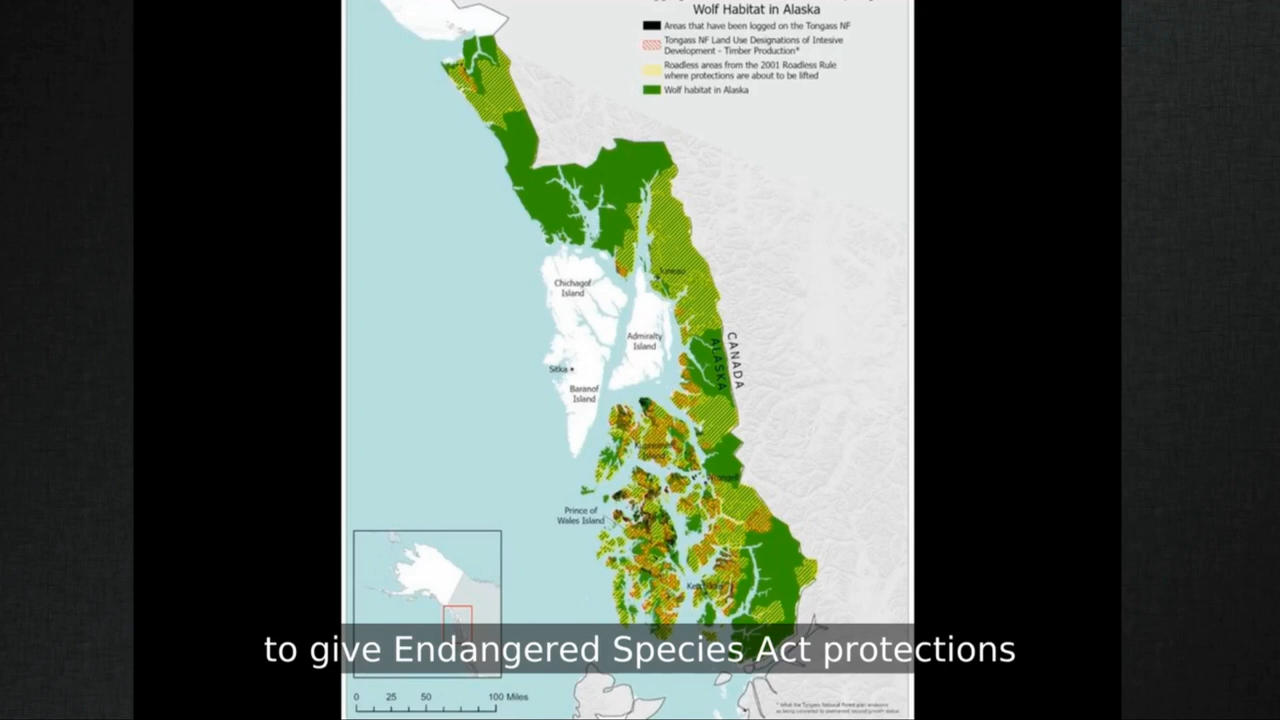 Wolf Habitat in Alaska
Areas that have been logged on the Tongass NF
Tongass NF Land Use Designations of Intesive
Development - Timber Production*
Roadless areas from the 2001 Roadless Rule
where protections are about to be lifted
Wolf habitat in Alaska
Juneau
Chichagof
Island
Admiralty
Island
CANADA
ALASKA
Sitka
Baranof
Island
Prince of
Wales Island
to give Endangered Species Act protections
0 25 50 100 Miles